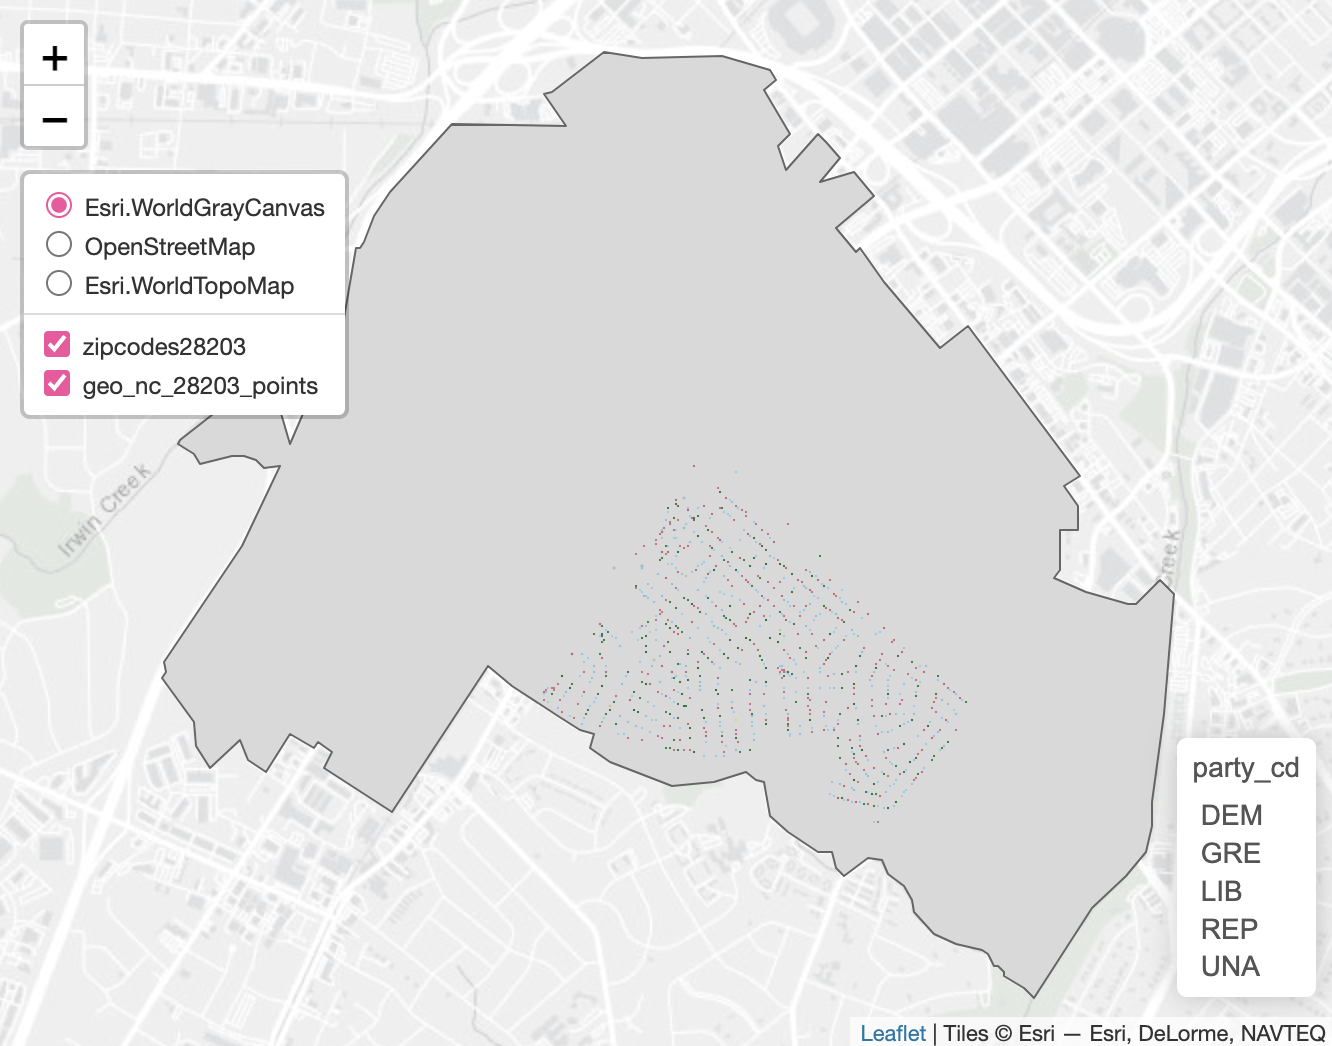 +
−
Esri.WorldGrayCanvas
OpenStreetMap
Esri.WorldTopoMap
zipcodes28203
geo_nc_28203_points
Irwin Creek
reek
party_cd
DEM
GRE
LIB
REP
UNA
Leaflet | Tiles © Esri — Esri, DeLorme, NAVTEQ